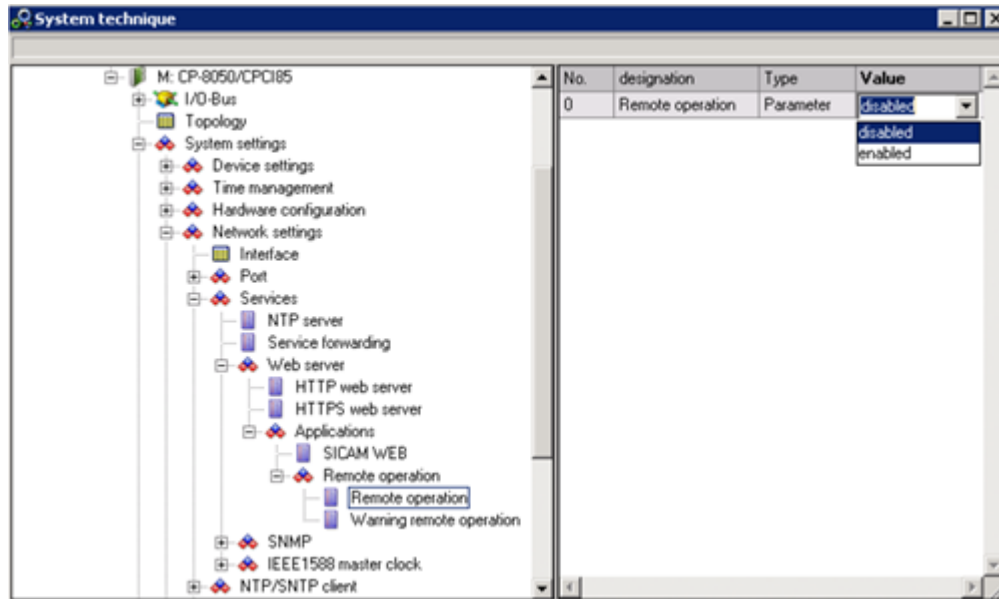 System technique
M: CP-8050/CPCI85
I/O-Bus
Topology
System settings
Device settings
Time management
Hardware configuration
Network settings
Interface
Port
Services
NTP server
Service forwarding
Web server
HTTP web server
HTTPS web server
Applications
SICAM WEB
Remote operation
Remote operation
Warning remote operation
SNMP
IEEE1588 master clock
NTP/SNTP client
No. designation Type Value
0 Remote operation Parameter disabled
disabled
enabled